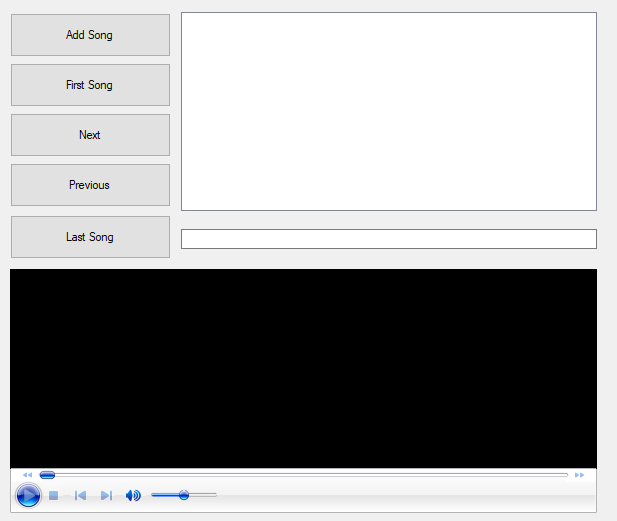 Add Song
First Song
Next
Previous
Last Song